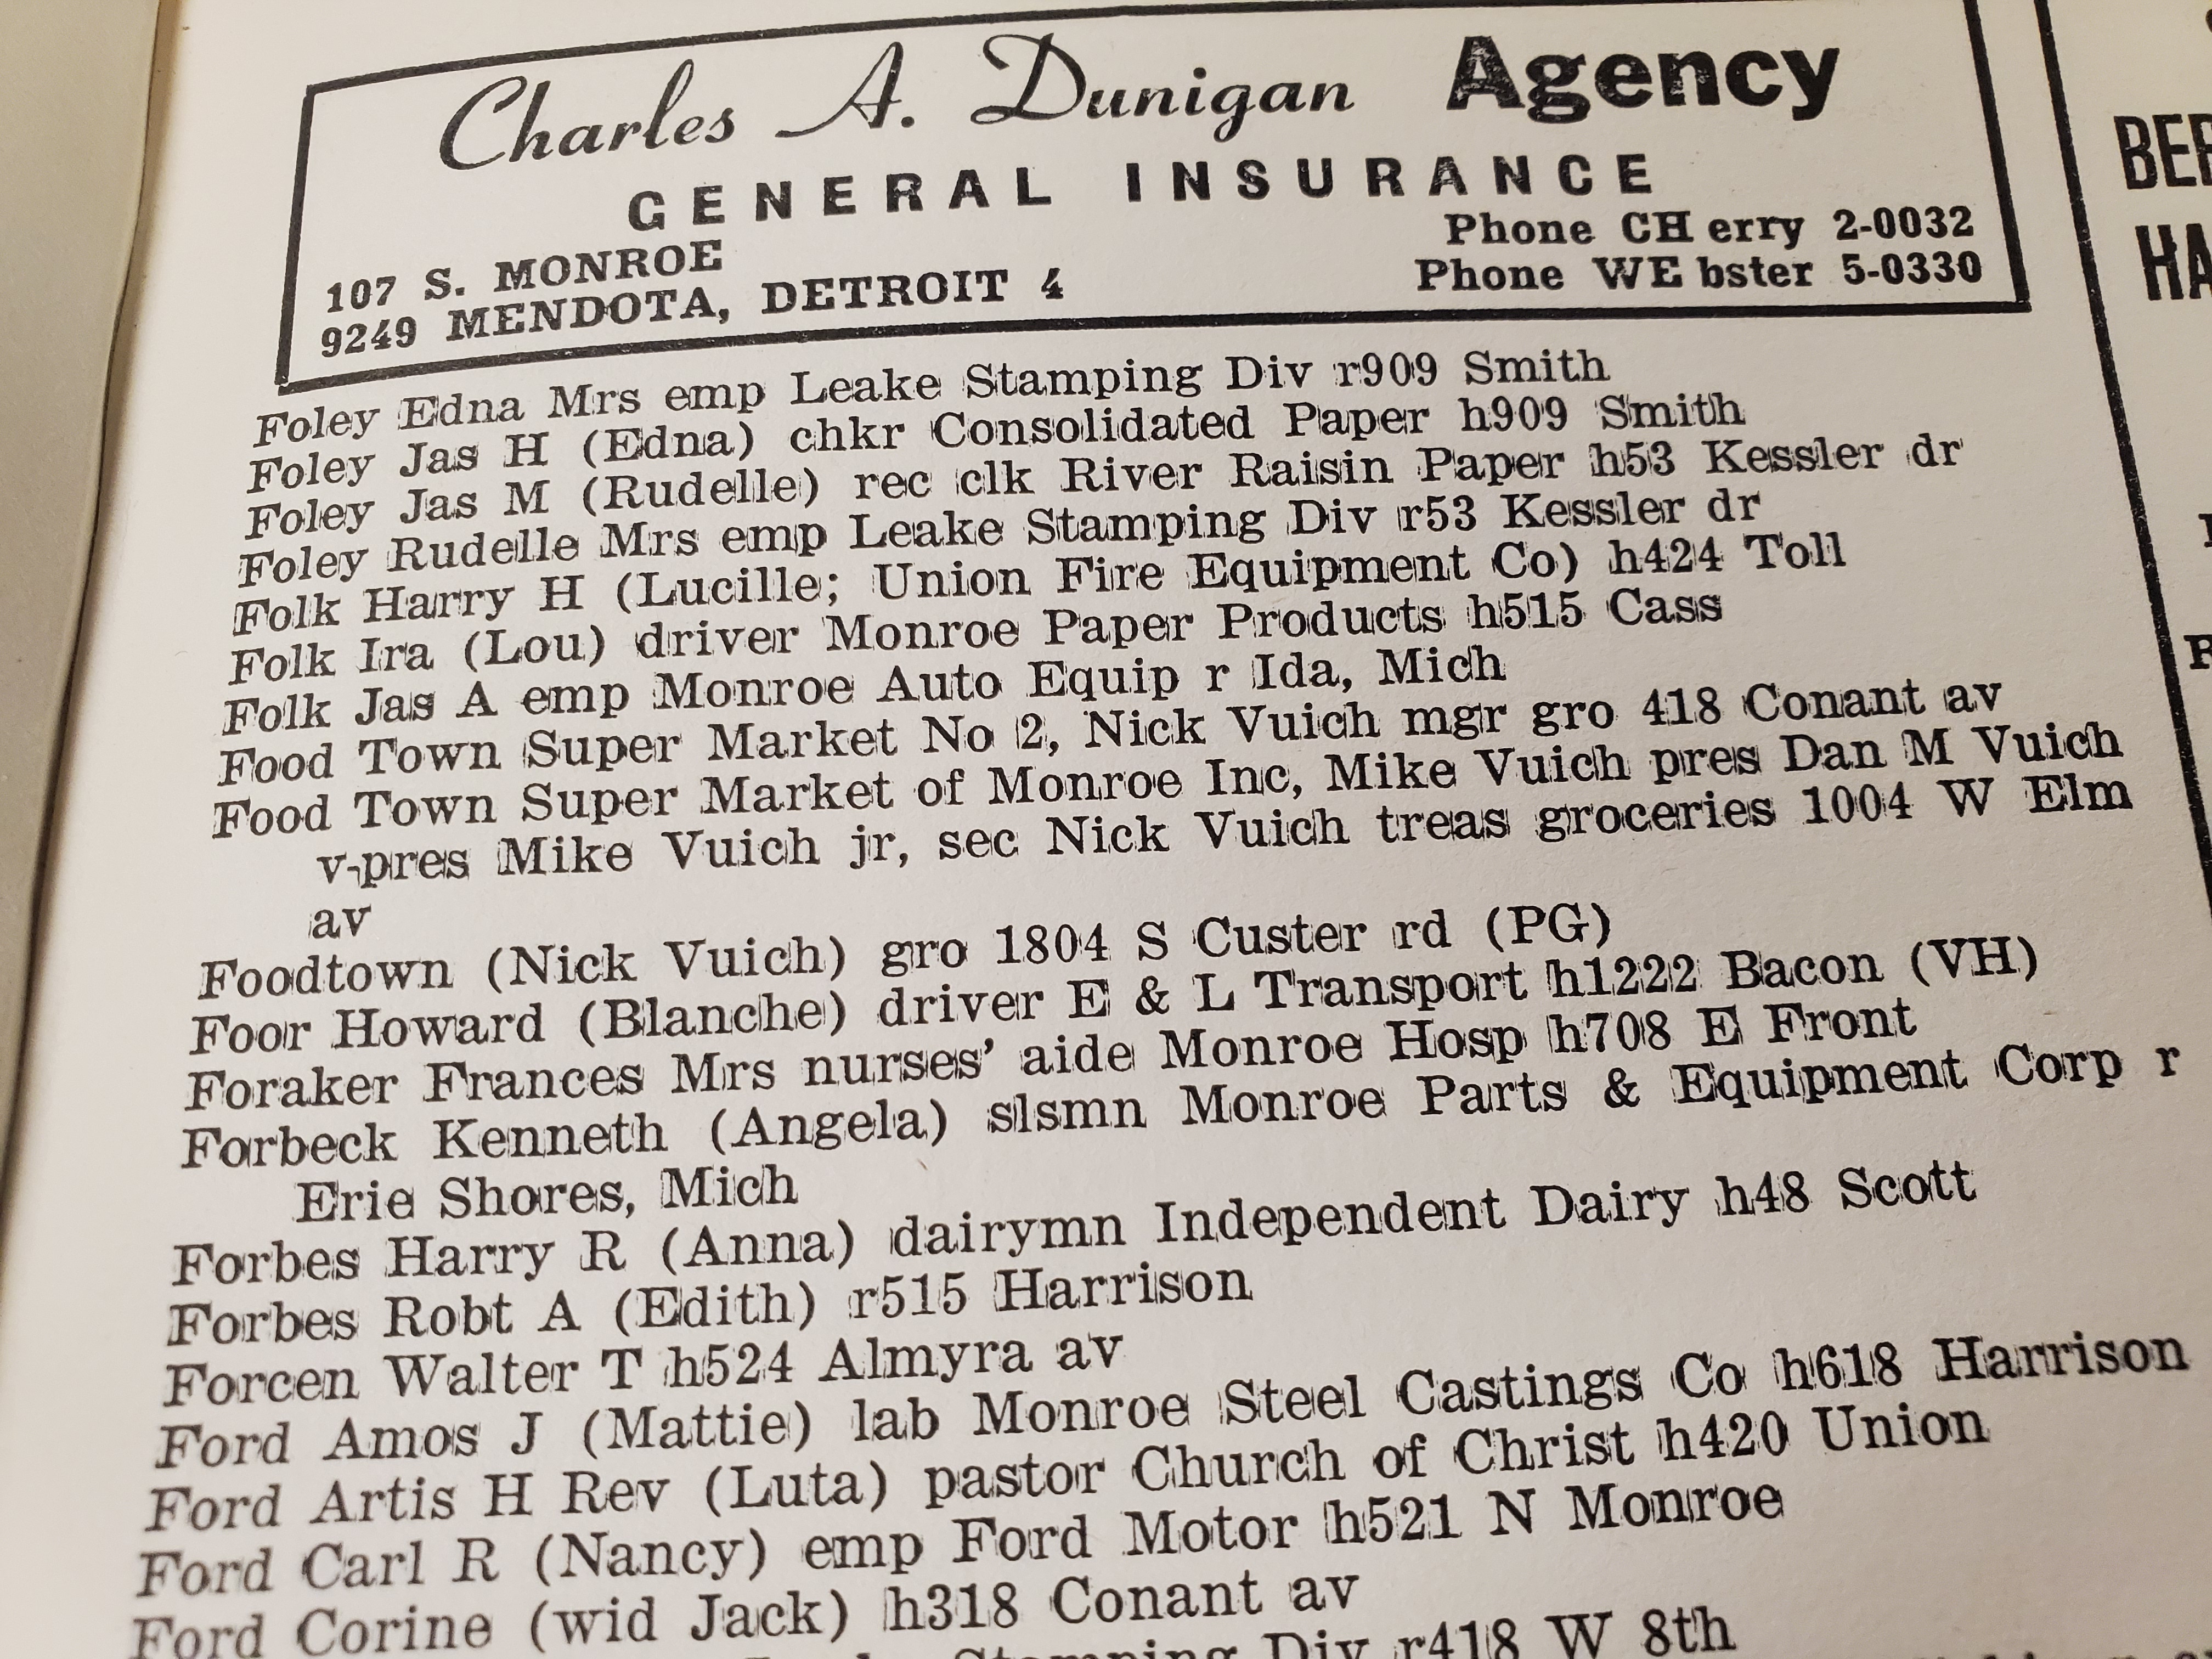 Charles A. Dunigan Agency
GENERAL INSURANCE
107 S. MONROE
9249 MENDOTA, DETROIT 4
Phone CH erry 2-0032
Phone WE bster 5-0330
Foley Edna Mrs emp Leake Stamping Div r909 Smith
Foley Jas H (Edna) chkr Consolidated Paper h909 Smith
Foley Jas M (Rudelle) rec clk River Raisin Paper h53 Kessler dr
Foley Rudelle Mrs emp Leake Stamping Div r53 Kessler dr
Folk Harry H (Lucille; Union Fire Equipment Co) h424 Toll
Folk Ira (Lou) driver Monroe Paper Products h515 Cass
Folk Jas A emp Monroe Auto Equip r Ida, Mich
Food Town Super Market No 2, Nick Vuich mgr gro 418 Conant av
Food Town Super Market of Monroe Inc, Mike Vuich pres Dan M Vuich
v-pres Mike Vuich jr, sec Nick Vuich treas groceries 1004 W Elm
av
Foodtown (Nick Vuich) gro 1804 S Custer rd (PG)
Foor Howard (Blanche) driver E & L Transport h1222 Bacon (VH)
Foraker Frances Mrs nurses' aide Monroe Hosp h708 E Front
Forbeck Kenneth (Angela) slsmn Monroe Parts & Equipment Corp r
Erie Shores, Mich
Forbes Harry R (Anna) dairymn Independent Dairy h48 Scott
Forbes Robt A (Edith) r515 Harrison
Forcen Walter T h524 Almyra av
Ford Amos J (Mattie) lab Monroe Steel Castings Co h618 Harrison
Ford Artis H Rev (Luta) pastor Church of Christ h420 Union
Ford Carl R (Nancy) emp Ford Motor h521 N Monroe
Ford Corine (wid Jack) h318 Conant av
Stamping Div r418 W 8th